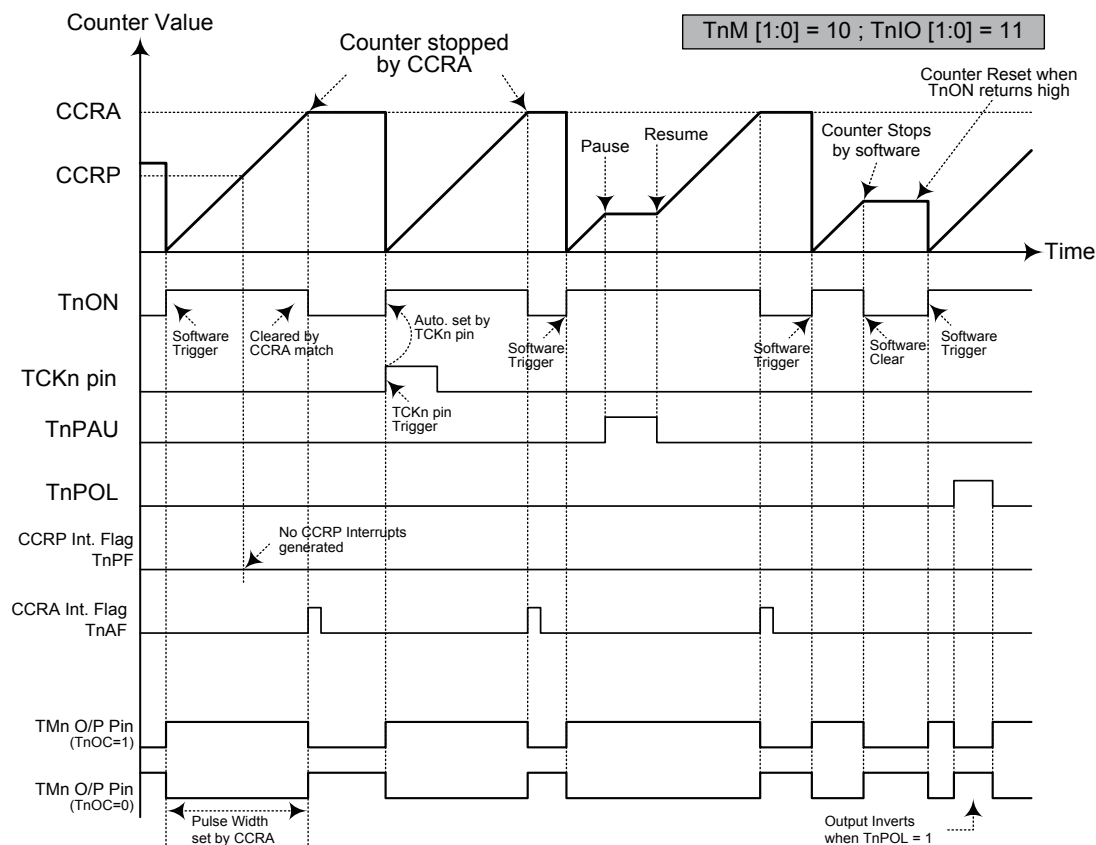 Counter Value
TnM [1:0] = 10 ; TnIO [1:0] = 11
Counter stopped
by CCRA
Counter Reset when
TnON returns high
CCRA
Pause
Resume
Counter Stops
by software
CCRP
Time
TnON
Software
Trigger
Cleared by
CCRA match
Auto. set by
TCKn pin
Software
Trigger
Software
Trigger
Software
Clear
Software
Trigger
TCKn pin
TCKn pin
Trigger
TnPAU
TnPOL
CCRP Int. Flag
TnPF
No CCRP Interrupts
generated
CCRA Int. Flag
TnAF
TMn O/P Pin
(TnOC=1)
TMn O/P Pin
(TnOC=0)
Pulse Width
set by CCRA
Output Inverts
when TnPOL = 1